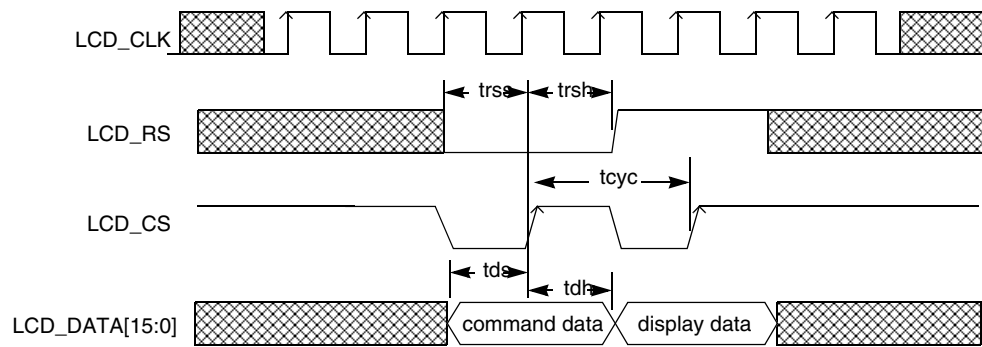 LCD_CLK
trss trsh
LCD_RS
tcyc
LCD_CS
tds
tdh
LCD_DATA[15:0] command data display data